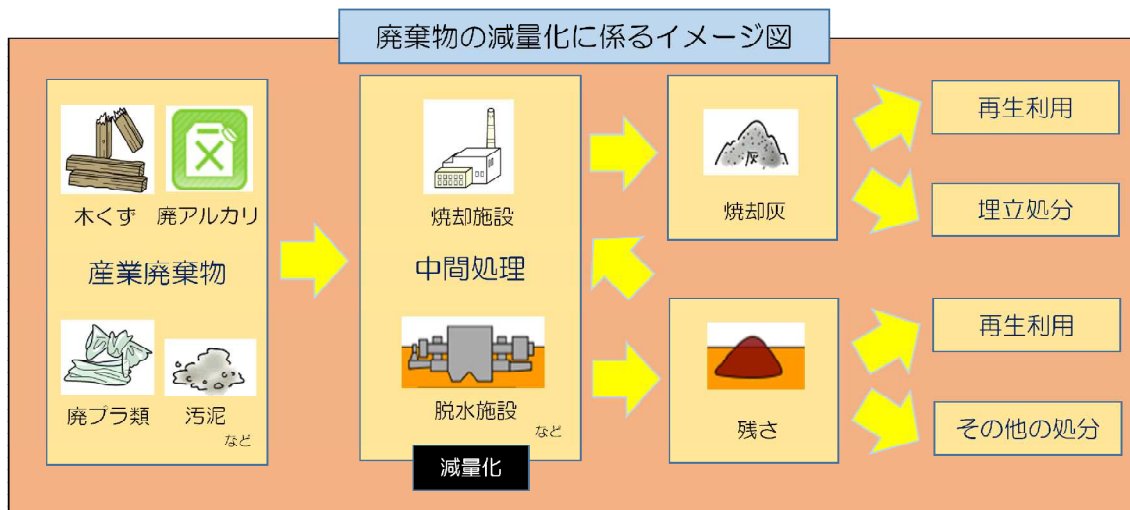 廃棄物の減量化に係るイメージ図
木くず 廃アルカリ
産業廃棄物
廃プラ類 汚泥
など
焼却施設
中間処理
脱水施設
など
減量化
灰
焼却灰
残さ
再生利用
埋立処分
再生利用
その他の処分